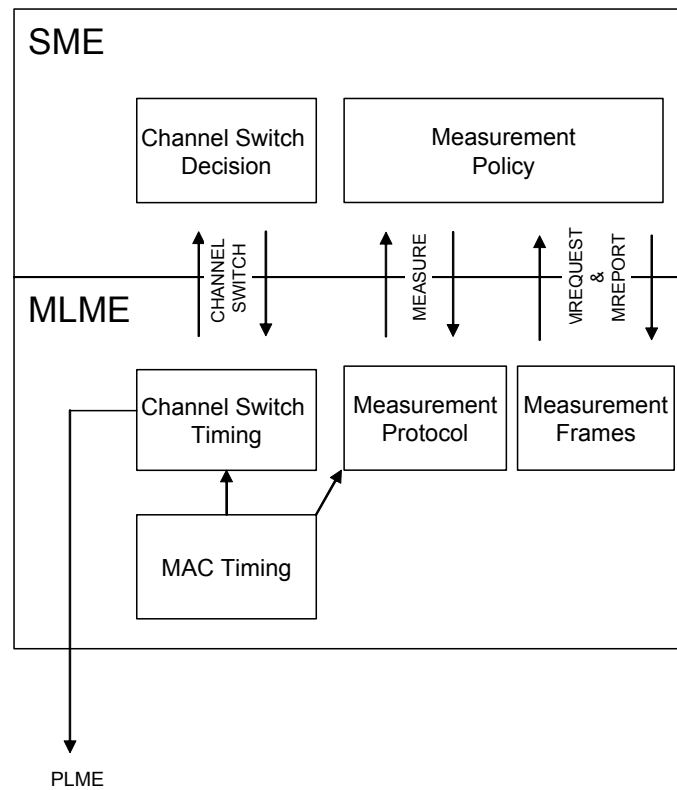 SME
Channel Switch
Decision
Measurement
Policy
CHANNEL
SWITCH
MEASURE
MREQUEST
&
MREPORT
MLME
Channel Switch
Timing
Measurement
Protocol
Measurement
Frames
MAC Timing
PLME